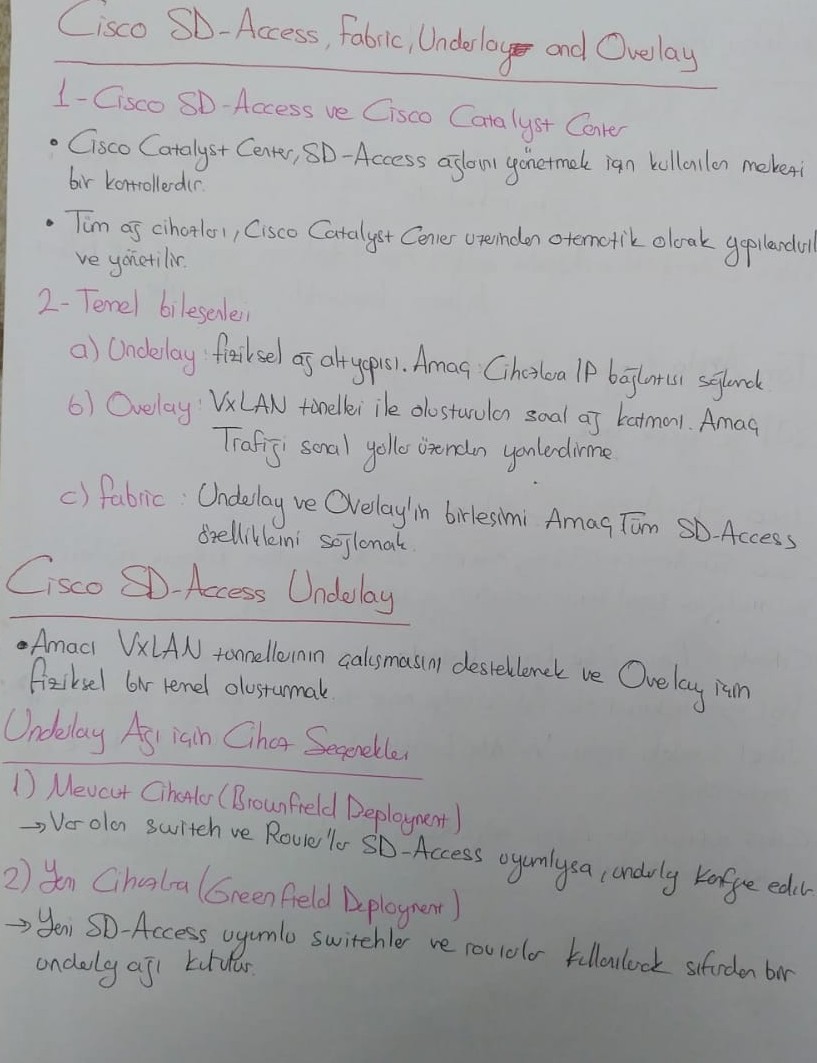 Cisco SD-Access, Fabric, Underlay and Overlay
1-Cisco SD-Access ve Cisco Catalyst Center
• Cisco Catalyst Center, SD-Access ağlarını yönetmek için kullanılan merkezi
bir kontrollerdır.
• Tüm ağ cihazları, Cisco Catalyst Center üzerinden otomatik olarak yapılandırıl
ve yönetilir.
2- Temel bileşenleri
a) Underlay: fiziksel ağ altyapısı. Amaç: Cihazlara IP bağlantısı sağlamak
b) Overlay: VxLAN tünelleri ile oluşturulan sanal ağ katmanı. Amaç
Trafiği sanal yollar üzerinden yönlendirme
c) fabric : Underlay ve Overlay'in birleşimi Amaç Tüm SD-Access
özelliklerini sağlamak.
Cisco SD-Access Underlay
• Amacı VxLAN tünnellerinin çalışmasını desteklemek ve Overlay için
fiziksel bir temel oluşturmak.
Underlay Ağı için Cihaz Seçenekleri
1) Mevcut Cihazlar (Brownfield Deployment)
→ Var olan switch ve Router'lar SD-Access uyumluysa, underly konfigre edilir
2) Yeni Cihazlara (Greenfield Deployment)
→ Yeni SD-Access uyumlu switchler ve routerlar kullanılarak sıfırdan bir
underlay ağı kurulur.